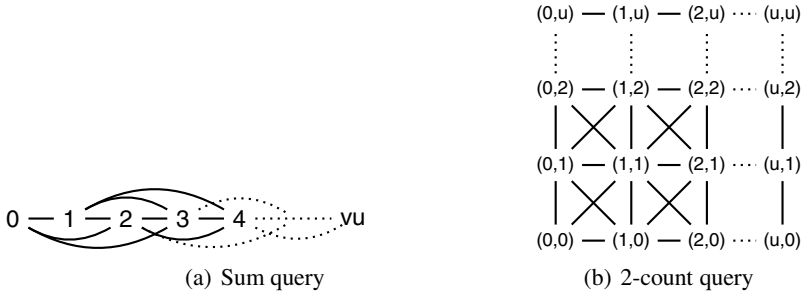 (0,u) (1,u) (2,u) (u,u)
(0,2) (1,2) (2,2) (u,2)
(0,1) (1,1) (2,1) (u,1)
0 1 2 3 4 vu
(0,0) (1,0) (2,0) (u,0)
(a) Sum query
(b) 2-count query